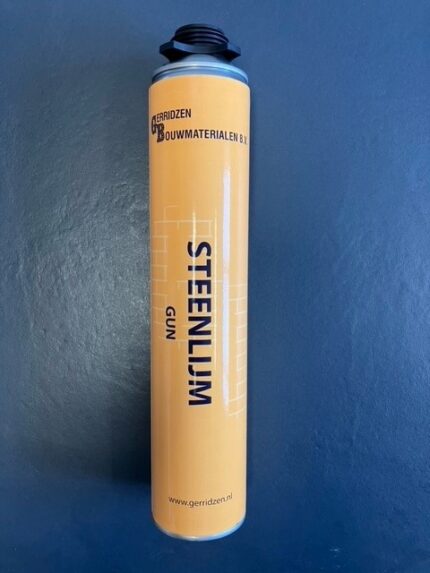 GERRIDZEN
BOUWMATERIALEN B.V.
STEENLIJM
GUN
www.gerridzen.nl